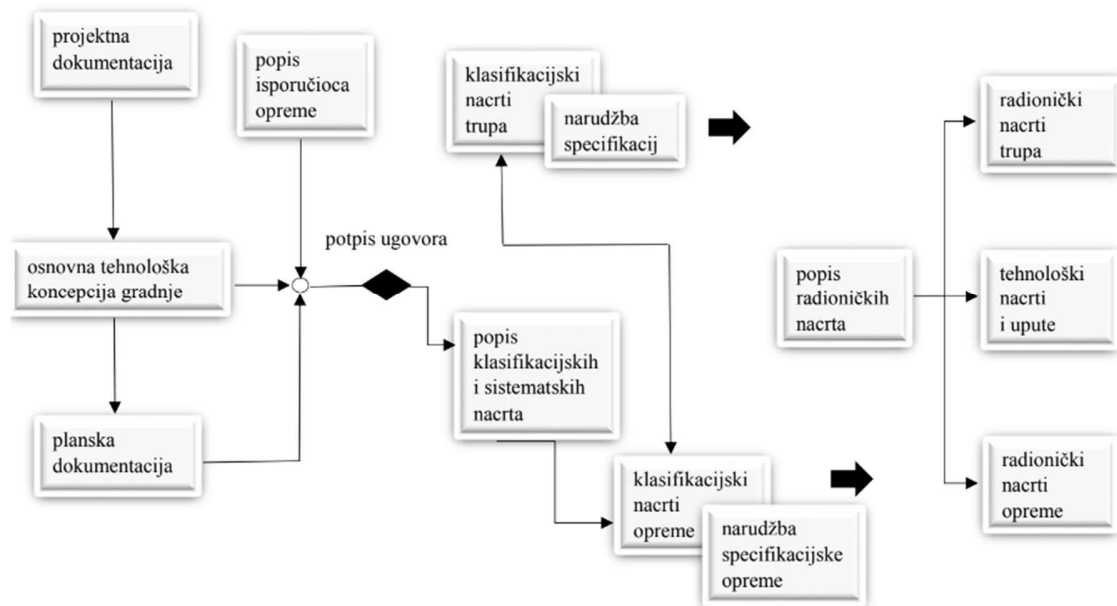 projektna
dokumentacija
popis
isporučioca
opreme
klasifikacijski
nacrti
trupa
narudžba
specifikacij
radionički
nacrti
trupa
osnovna tehnološka
koncepcija gradnje
potpis ugovora
popis
radioničkih
nacrta
tehnološki
nacrti
i upute
popis
klasifikacijskih
i sistematskih
nacrta
planska
dokumentacija
klasifikacijski
nacrti
opreme
narudžba
specifikacijske
opreme
radionički
nacrti
opreme